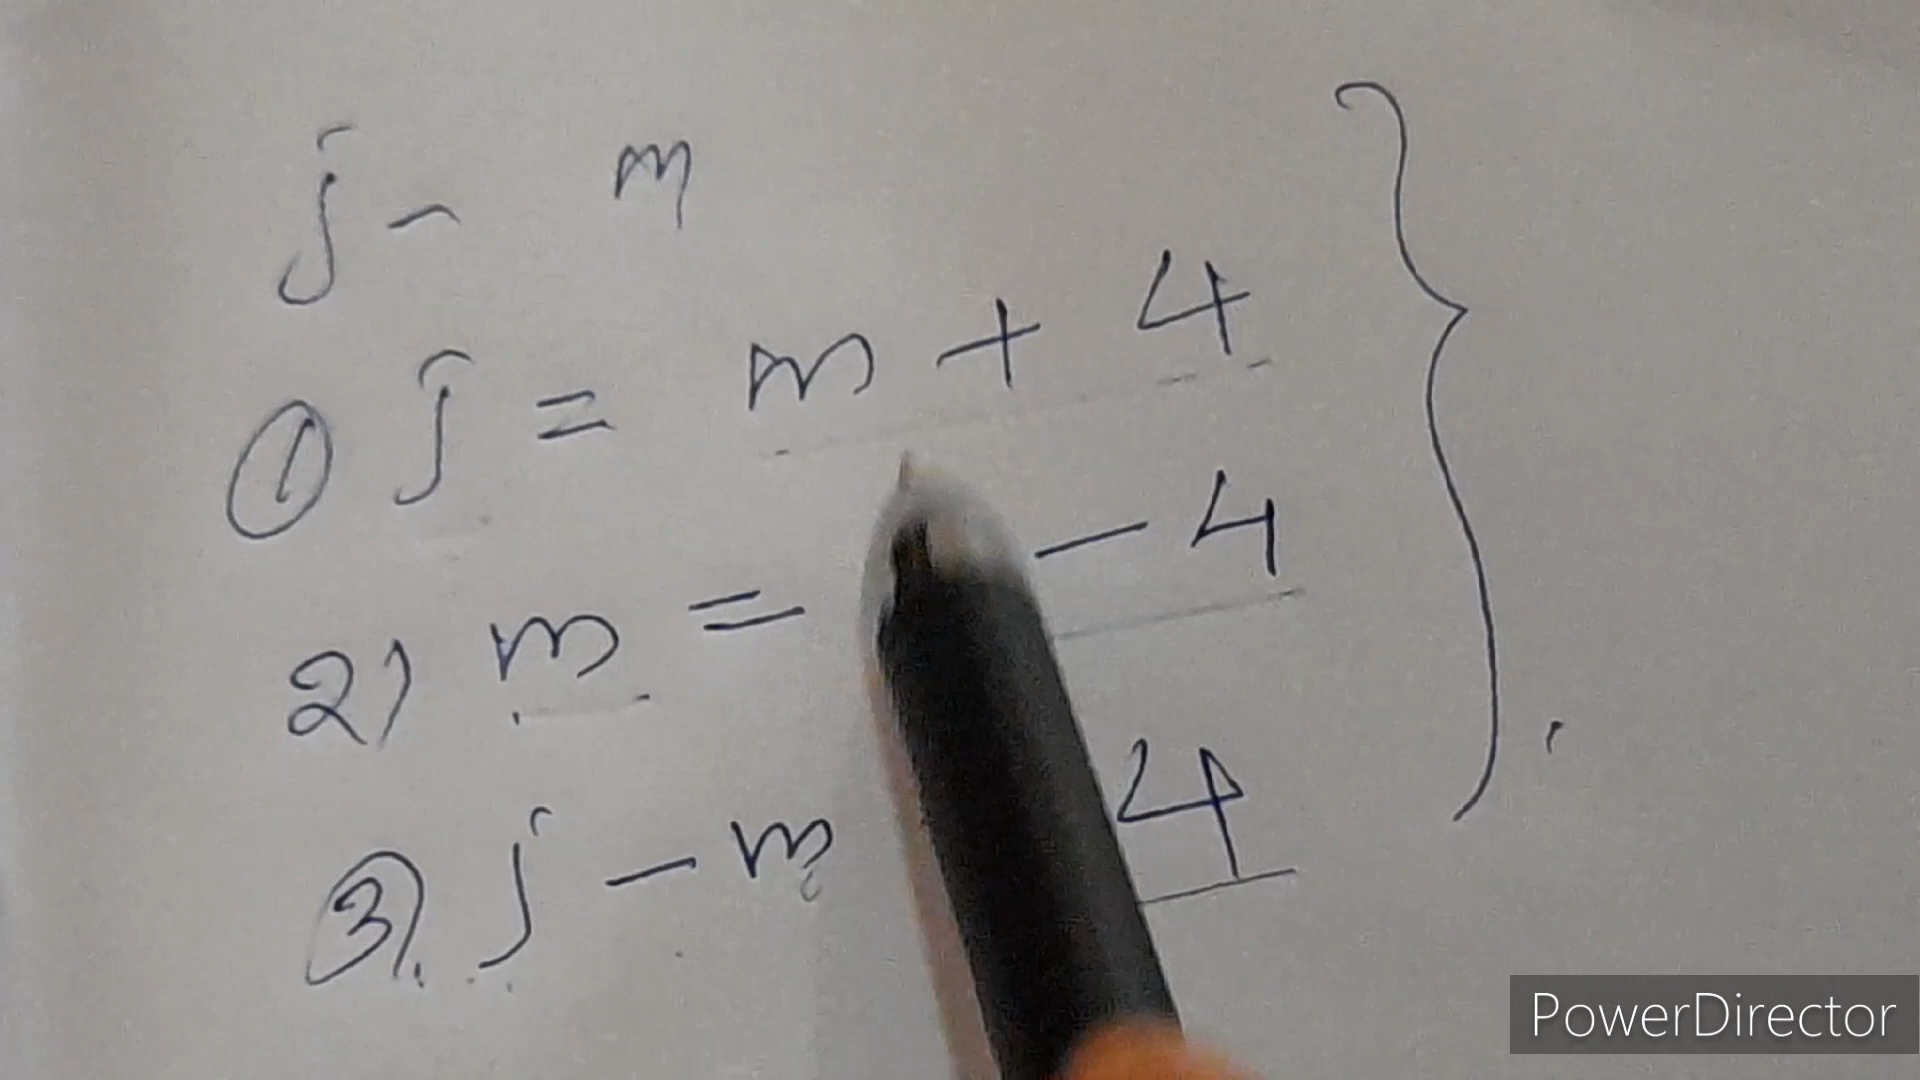 j - m
① j = m + 4
2) m = - 4
③ j - m 4
PowerDirector